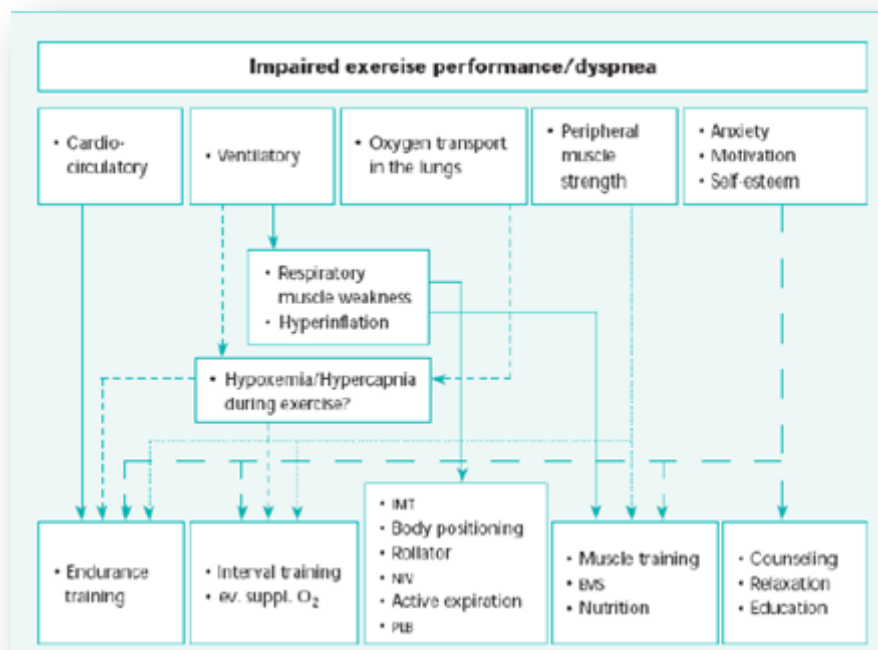 Impaired exercise performance/dyspnea
• Cardio-
circulatory
• Ventilatory
• Oxygen transport
in the lungs
• Peripheral
muscle
strength
• Anxiety
• Motivation
• Self-esteem
• Respiratory
muscle weakness
• Hyperinflation
• Hypoxemia/Hypercapnia
during exercise?
• Endurance
training
• Interval training
• ev. suppl. O₂
• IMT
• Body positioning
• Rollator
• NIV
• Active expiration
• PLB
• Muscle training
• EMS
• Nutrition
• Counseling
• Relaxation
• Education